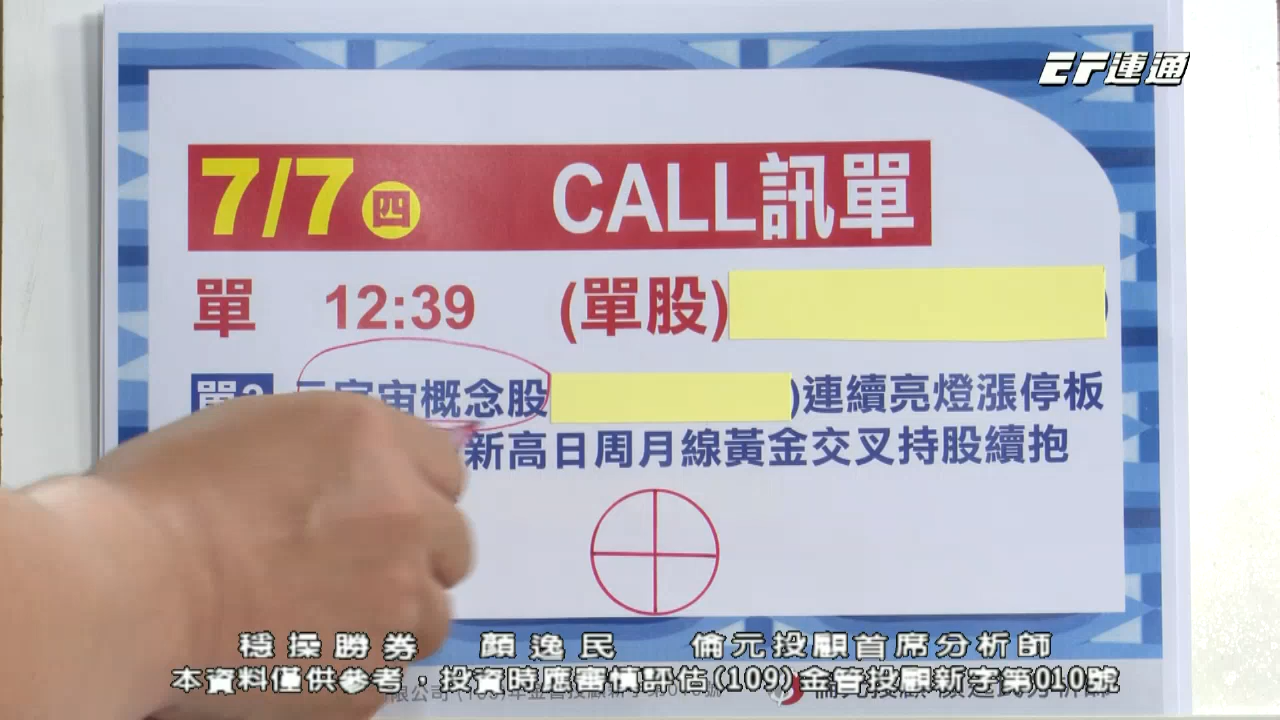 EF運通
7/7 四 CALL訊單
單 12:39 (單股)
宇宙概念股 )連續亮燈漲停板
新高日周月線黃金交叉持股續抱
穩操勝券 顏逸民 倫元投顧首席分析師
本資料僅供參考，投資時應審慎評估(109)金管投顧新字第010號